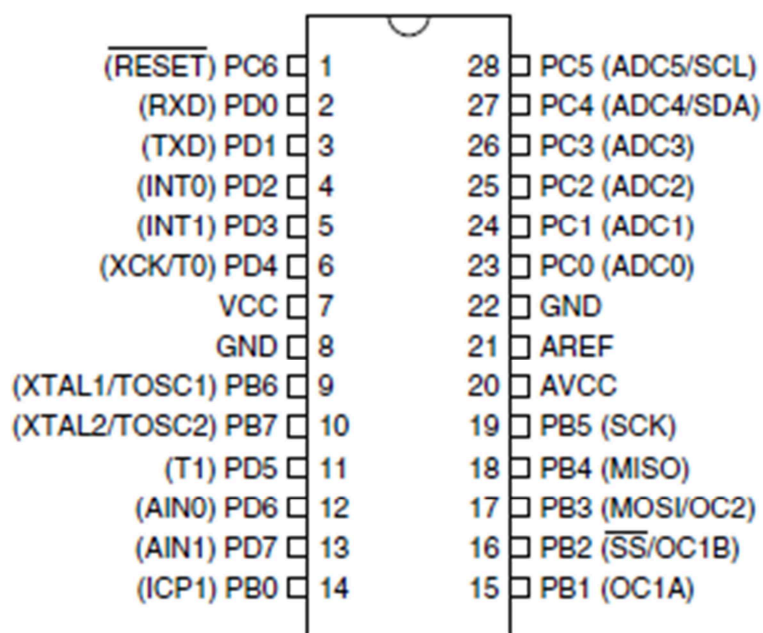 (RESET) PC6 1 28 PC5 (ADC5/SCL)
(RXD) PD0 2 27 PC4 (ADC4/SDA)
(TXD) PD1 3 26 PC3 (ADC3)
(INT0) PD2 4 25 PC2 (ADC2)
(INT1) PD3 5 24 PC1 (ADC1)
(XCK/T0) PD4 6 23 PC0 (ADC0)
VCC 7 22 GND
GND 8 21 AREF
(XTAL1/TOSC1) PB6 9 20 AVCC
(XTAL2/TOSC2) PB7 10 19 PB5 (SCK)
(T1) PD5 11 18 PB4 (MISO)
(AIN0) PD6 12 17 PB3 (MOSI/OC2)
(AIN1) PD7 13 16 PB2 (SS/OC1B)
(ICP1) PB0 14 15 PB1 (OC1A)